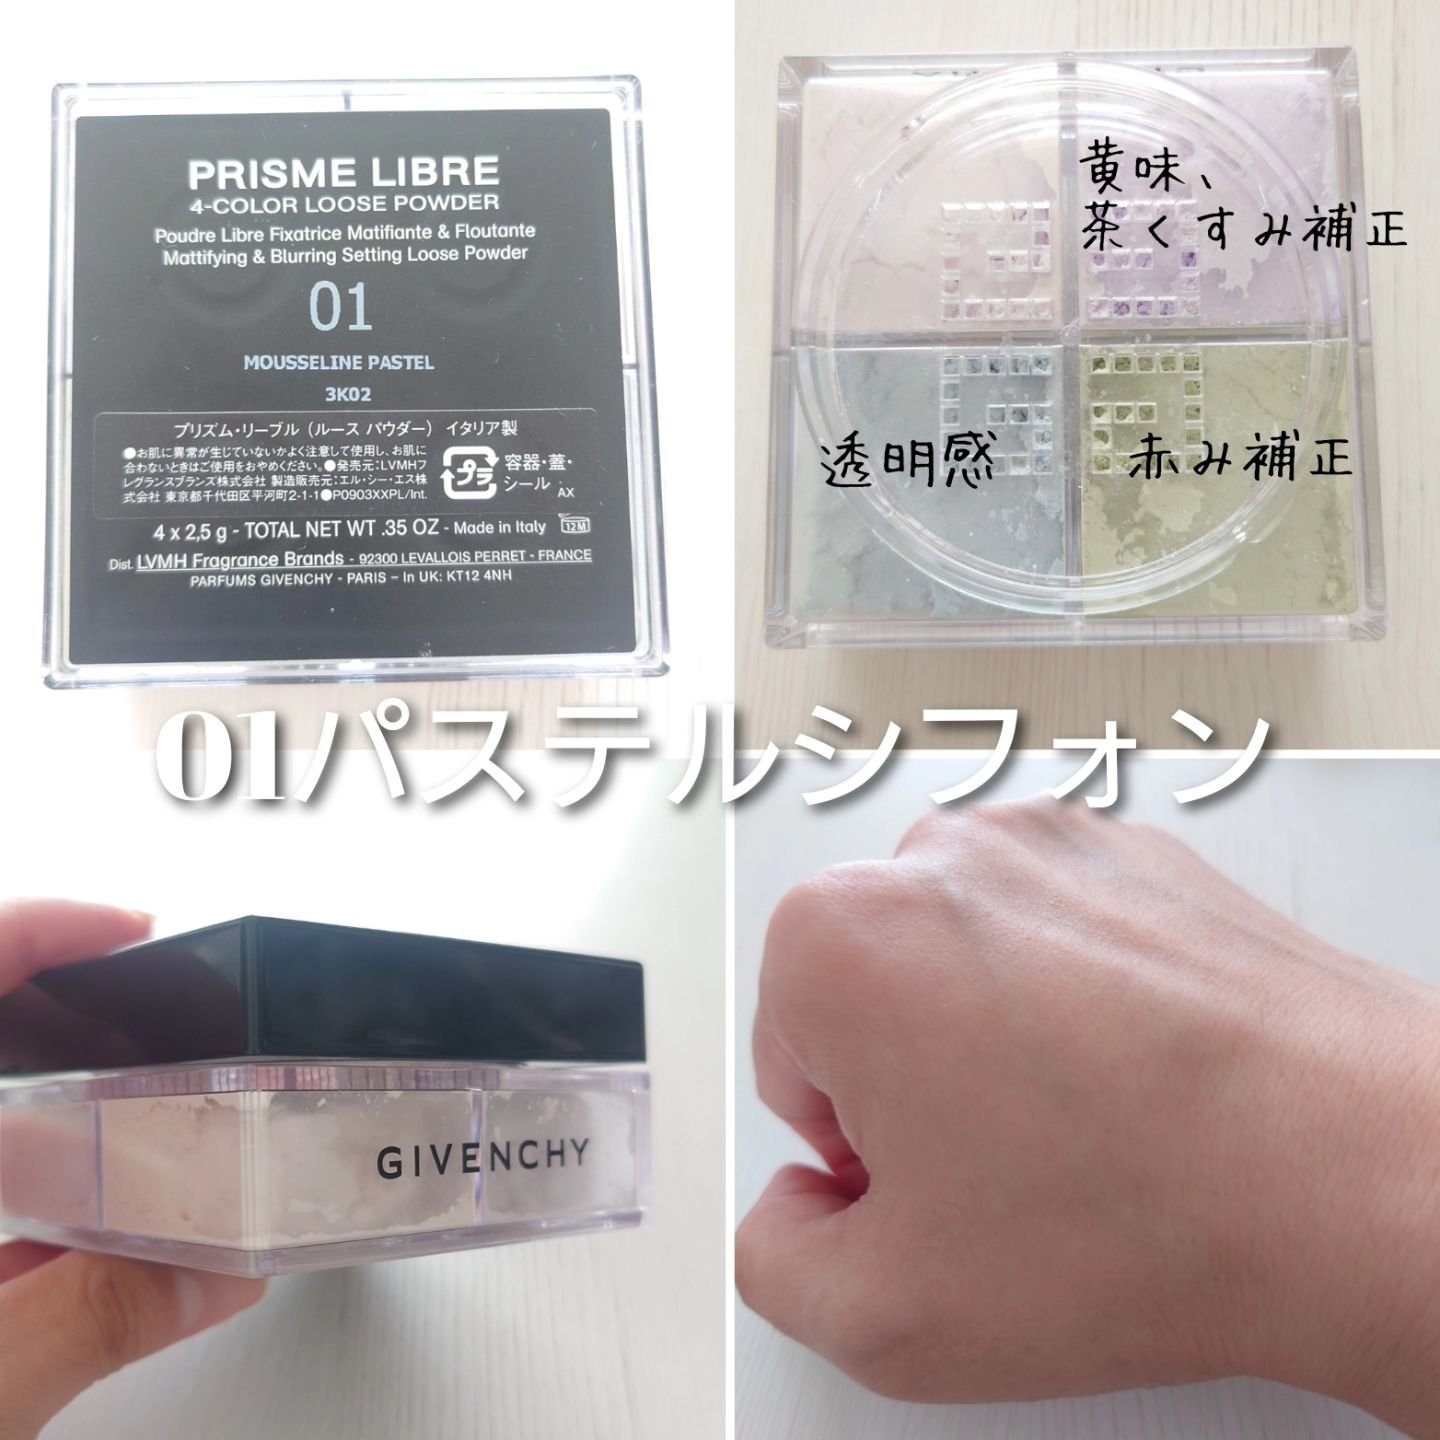 PRISME LIBRE
4-COLOR LOOSE POWDER
Poudre Libre Fixatrice Matifiante & Floutante
Mattifying & Blurring Setting Loose Powder
01
MOUSSELINE PASTEL
3K02
プリズム・リーブル（ルース パウダー） イタリア製
●お肌に異常が生じていないかよく注意して使用し、お肌に
合わないときはご使用をおやめください。●発売元:LVMHフ
レグランスブランズ株式会社 製造販売元:エル・シー・エス株
式会社 東京都千代田区平河町2-1-1●P0903XXPL/Int.
プラ
容器・蓋・
シール
AX
4 x 2,5 g - TOTAL NET WT .35 OZ - Made in Italy 12M
Dist. LVMH Fragrance Brands - 92300 LEVALLOIS PERRET - FRANCE
PARFUMS GIVENCHY - PARIS – In UK: KT12 4NH
黄味、
茶くすみ補正
透明感
赤み補正
01パステルシフォン
GIVENCHY